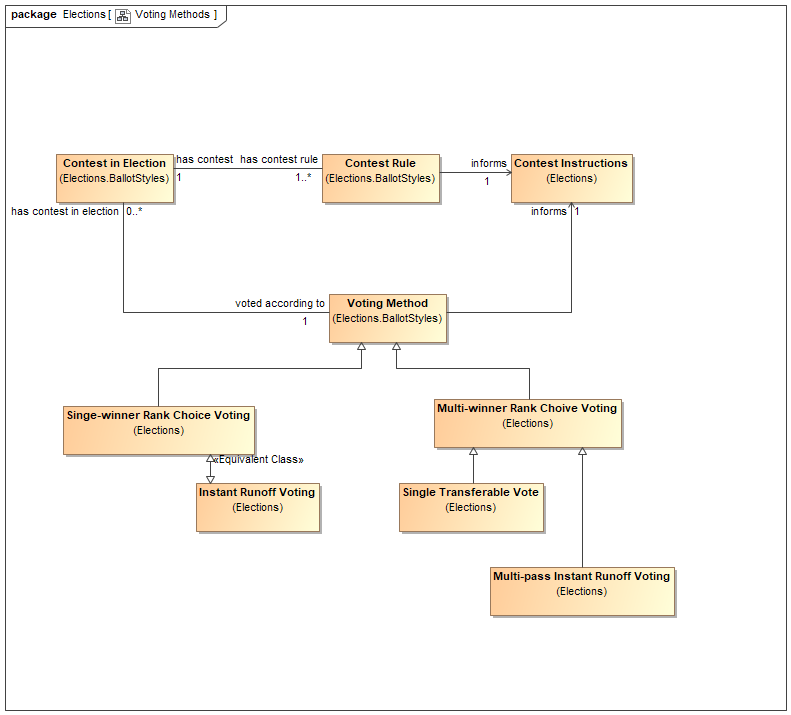 package Elections [ Voting Methods ]
Contest in Election
(Elections.BallotStyles)
has contest
1
has contest rule
1..*
Contest Rule
(Elections.BallotStyles)
informs
1
Contest Instructions
(Elections)
has contest in election
0..*
informs
1
voted according to
1
Voting Method
(Elections.BallotStyles)
Singe-winner Rank Choice Voting
(Elections)
Multi-winner Rank Choive Voting
(Elections)
«Equivalent Class»
Instant Runoff Voting
(Elections)
Single Transferable Vote
(Elections)
Multi-pass Instant Runoff Voting
(Elections)